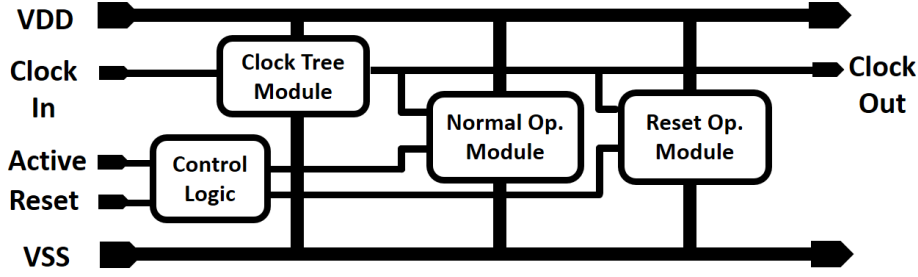 VDD
Clock
In
Clock Tree
Module
Clock
Out
Normal Op.
Module
Reset Op.
Module
Active
Reset
Control
Logic
VSS